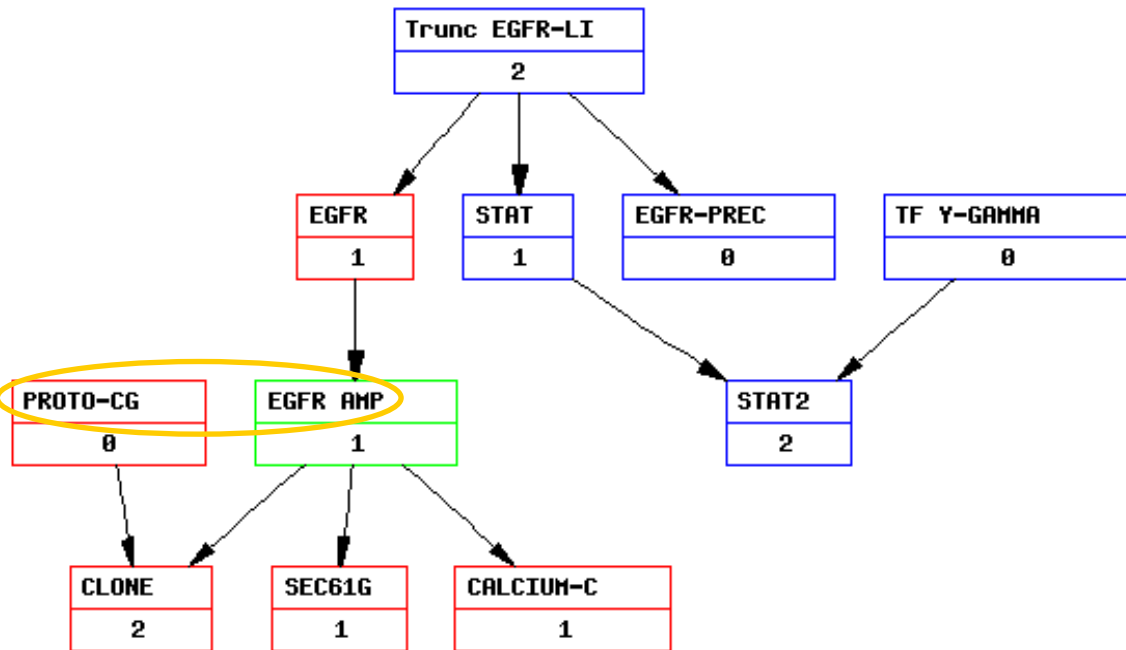 Trunc EGFR-LI
2
EGFR
1
STAT
1
EGFR-PREC
0
TF Y-GAMMA
0
PROTO-CG
0
EGFR AMP
1
STAT2
2
CLONE
2
SEC61G
1
CALCIUM-C
1